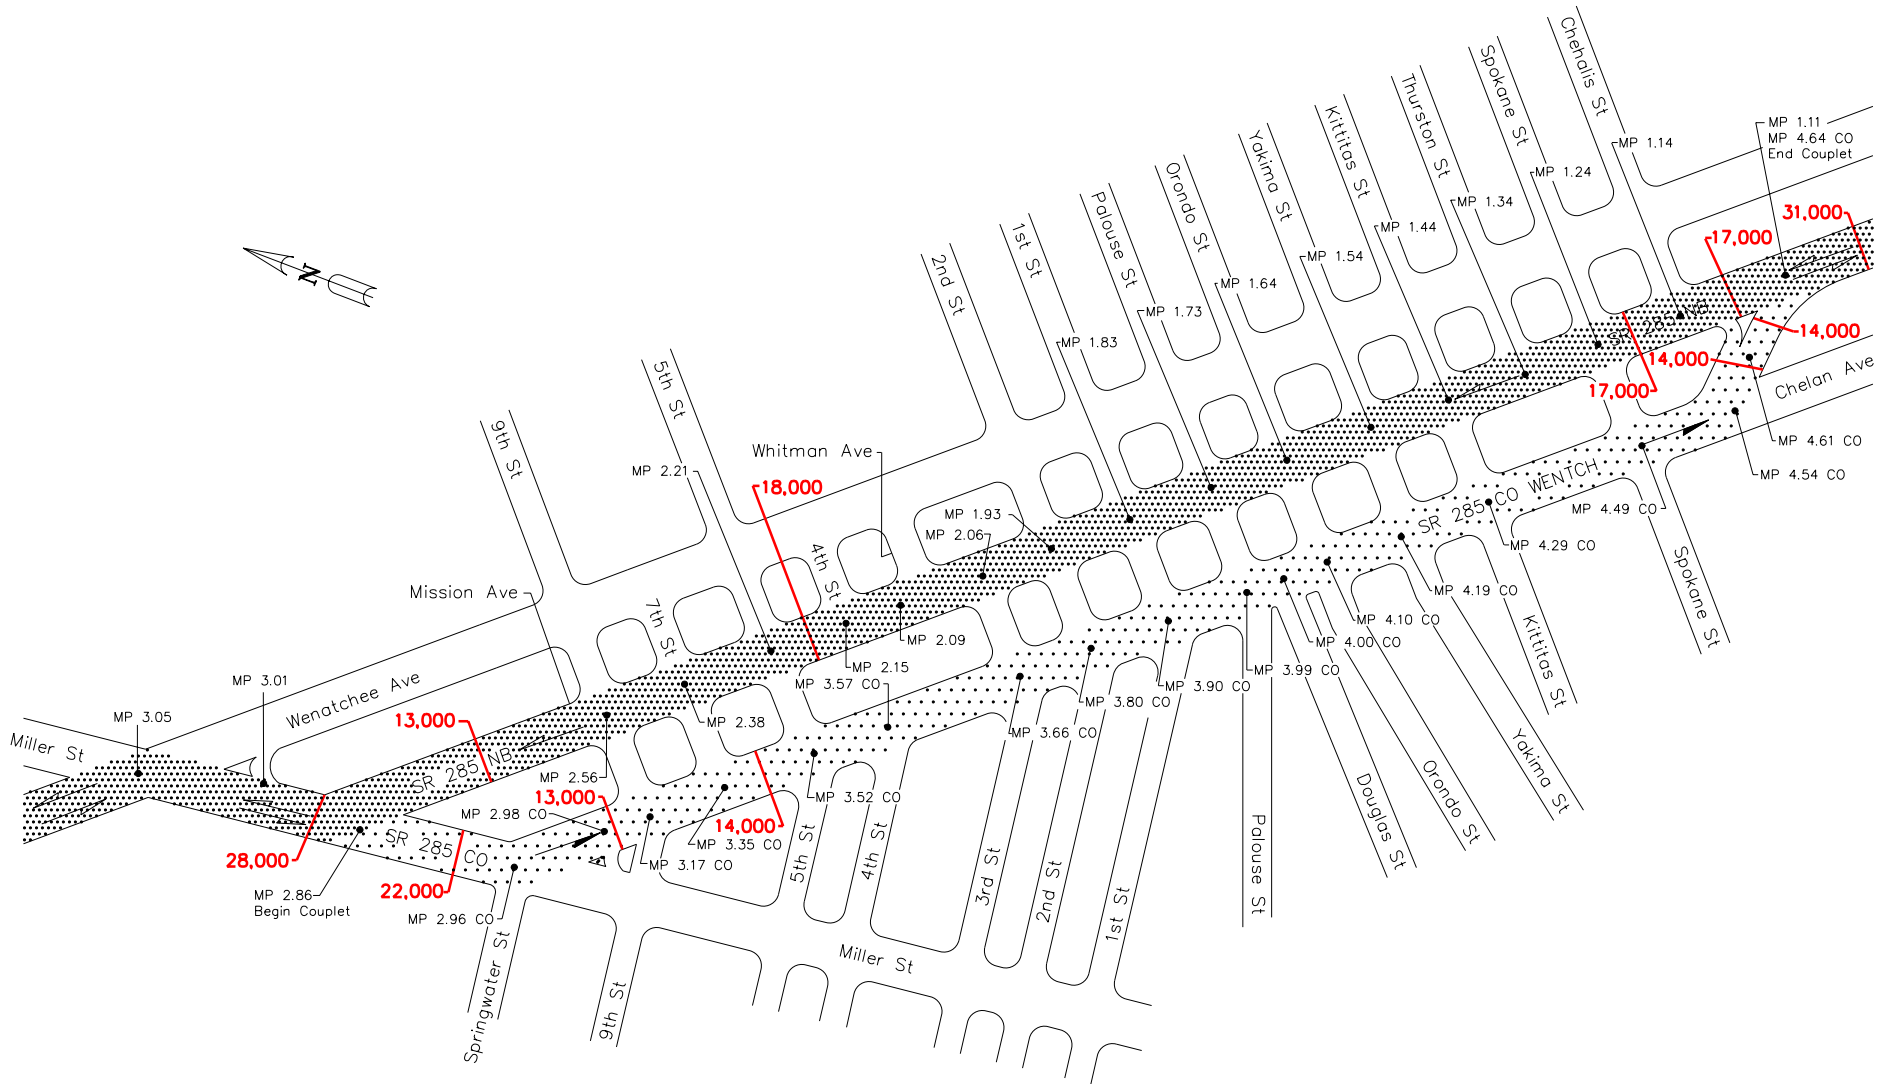 Chehalis St
Spokane St
Thurston St
Kittitas St
Yakima St
Orondo St
Palouse St
1st St
2nd St
5th St
9th St
MP 1.11
MP 4.64 CO
End Couplet
MP 1.14
MP 1.24
MP 1.34
MP 1.44
MP 1.54
MP 1.64
MP 1.73
MP 1.83
31,000
17,000
N
SR 285 NB
14,000
14,000
17,000
Chelan Ave
MP 4.61 CO
MP 4.54 CO
Whitman Ave
MP 2.21
18,000
MP 1.93
MP 2.06
SR 285 CO WENTCH
MP 4.49 CO
MP 4.29 CO
4th St
Mission Ave
7th St
MP 4.19 CO
MP 4.10 CO
MP 4.00 CO
MP 3.99 CO
MP 3.90 CO
MP 3.80 CO
MP 3.66 CO
MP 2.09
MP 2.15
MP 3.57 CO
Spokane St
Kittitas St
Yakima St
Orondo St
Douglas St
Palouse St
MP 3.01
Wenatchee Ave
MP 3.05
Miller St
13,000
MP 2.38
SR 285 NB
MP 2.56
13,000
MP 2.98 CO
MP 3.52 CO
14,000
MP 3.35 CO
MP 3.17 CO
SR 285 CO
28,000
22,000
MP 2.86
Begin Couplet
MP 2.96 CO
5th St
4th St
3rd St
2nd St
1st St
Miller St
Springwater St
9th St